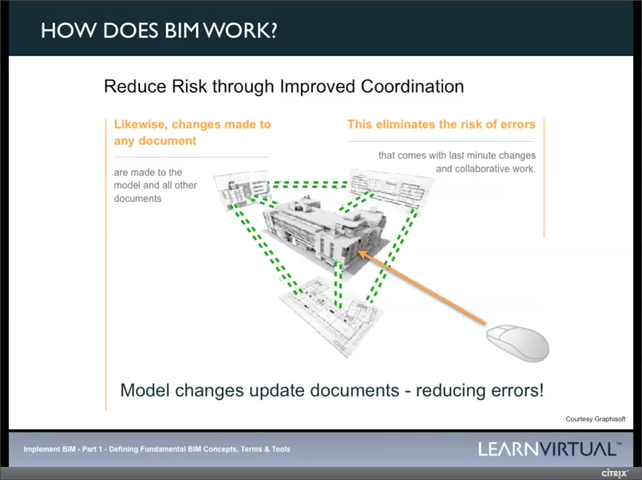 HOW DOES BIM WORK?
Reduce Risk through Improved Coordination
Likewise, changes made to
any document
are made to the
model and all other
documents
This eliminates the risk of errors
that comes with last minute changes
and collaborative work.
Model changes update documents - reducing errors!
Courtesy Graphisoft
Implement BIM - Part 1 - Defining Fundamental BIM Concepts, Terms & Tools
LEARNVIRTUAL™
CITRIX®